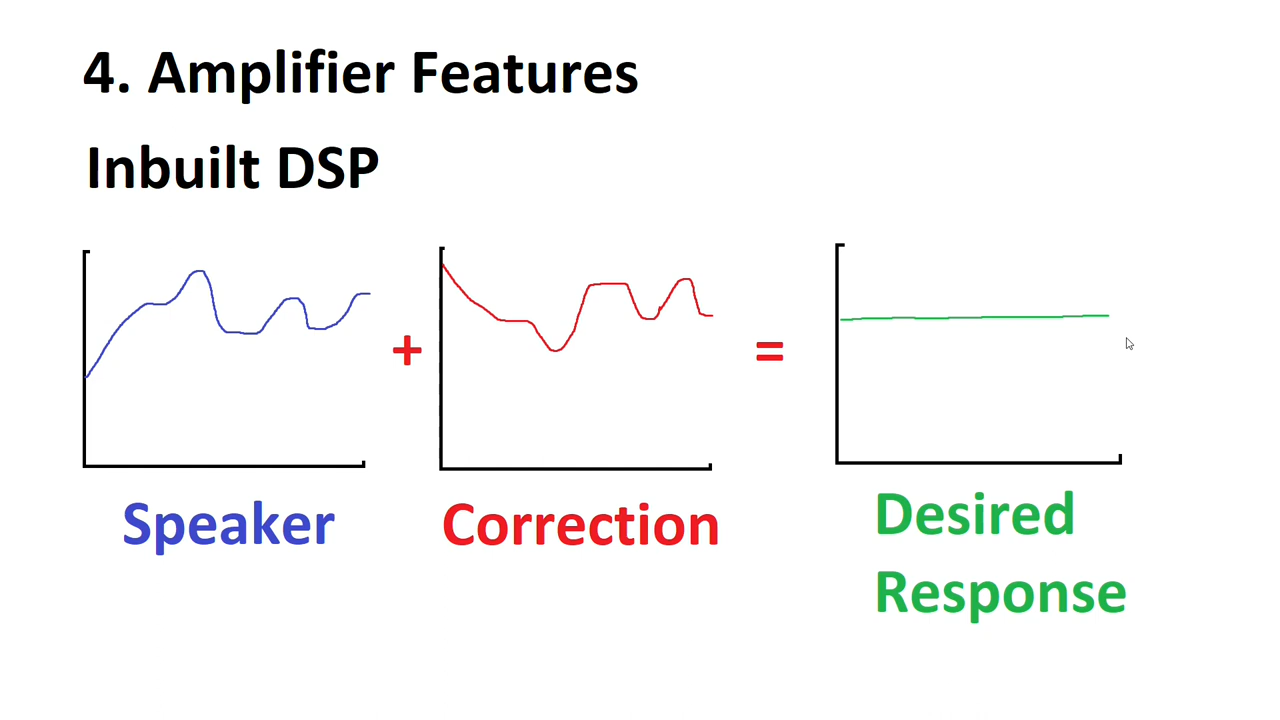 4. Amplifier Features
Inbuilt DSP
+
=
Speaker
Correction
Desired
Response